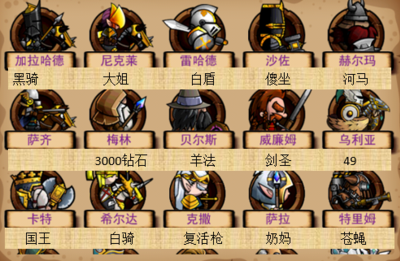 加拉哈德 尼克莱 雷哈德 沙佐 赫尔玛
黑骑 大姐 白盾 傻坐 河马
萨齐 梅林 贝尔斯 威廉姆 乌利亚
3000钻石 羊法 剑圣 49
卡特 希尔达 克撒 萨拉 特里姆
国王 白骑 复活枪 奶妈 苍蝇